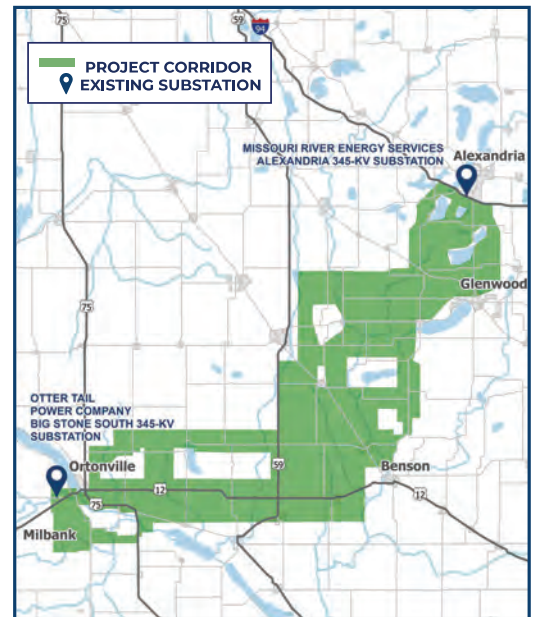 75
59
94
PROJECT CORRIDOR
EXISTING SUBSTATION
MISSOURI RIVER ENERGY SERVICES
ALEXANDRIA 345-KV SUBSTATION
Alexandria
Glenwood
75
OTTER TAIL
POWER COMPANY
BIG STONE SOUTH 345-KV
SUBSTATION
Ortonville
59
Benson
12
12
75
Milbank